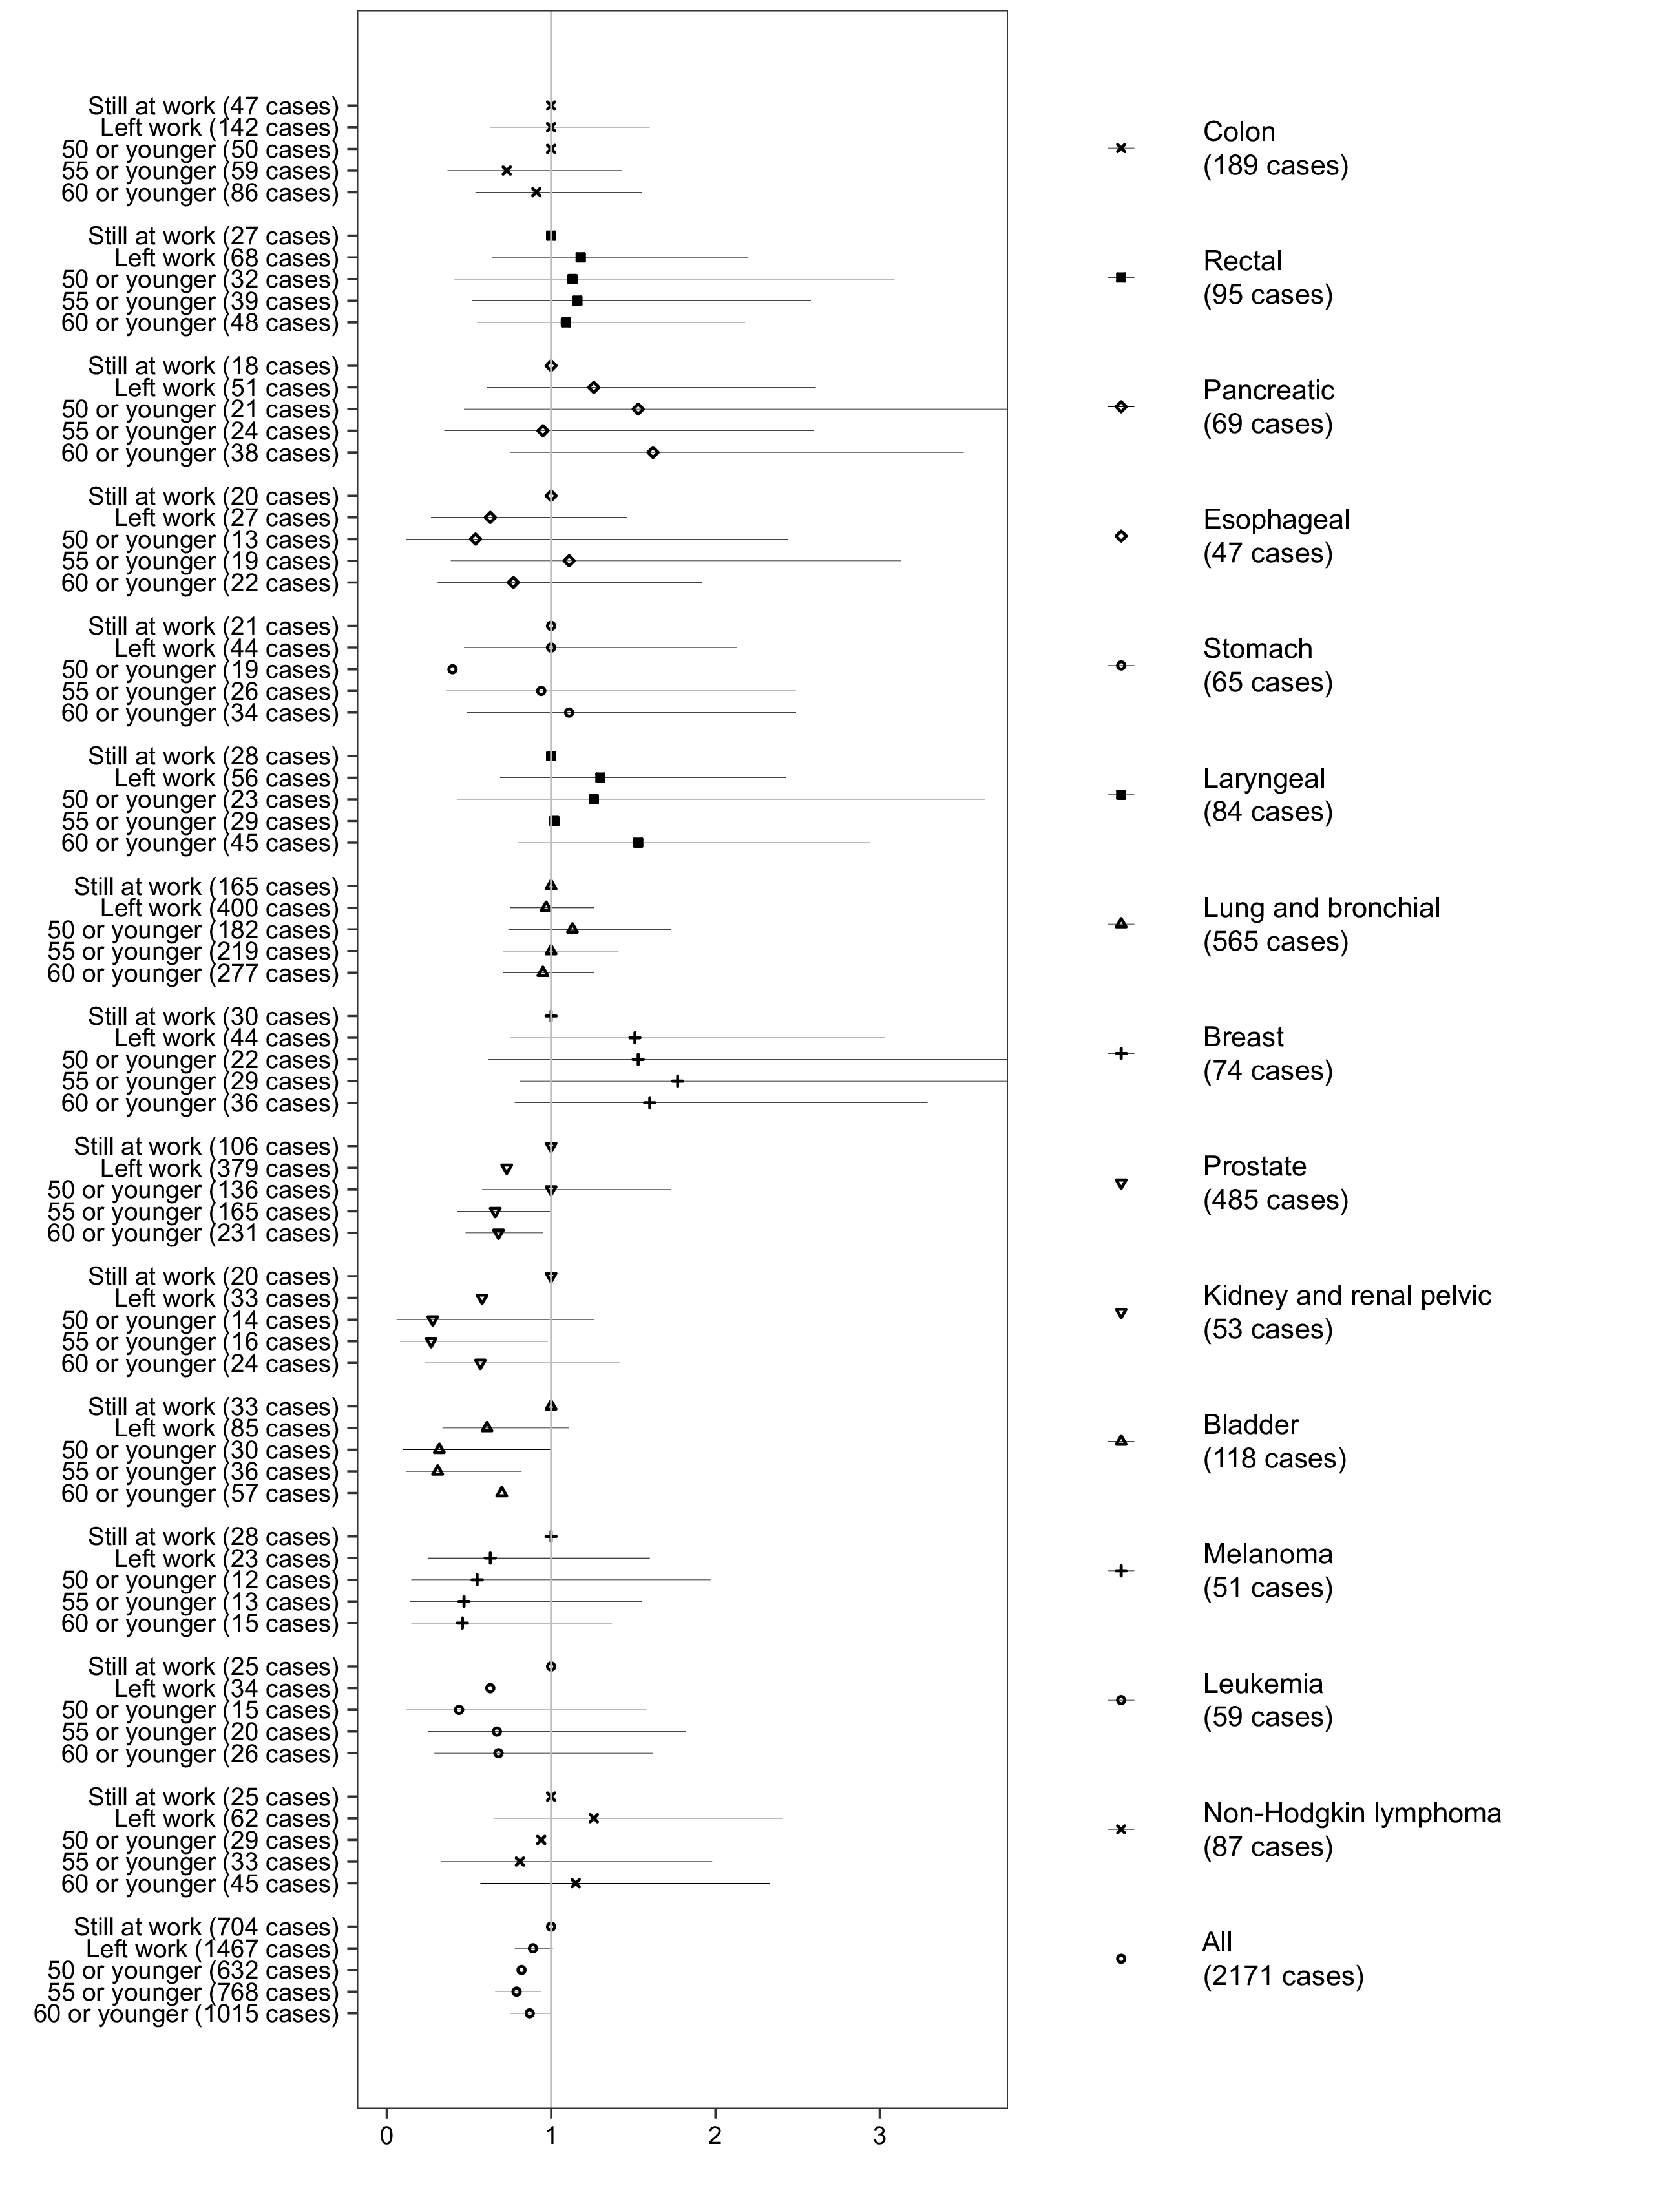 Still at work (47 cases)
Left work (142 cases)
50 or younger (50 cases)
55 or younger (59 cases)
60 or younger (86 cases)
Still at work (27 cases)
Left work (68 cases)
50 or younger (32 cases)
55 or younger (39 cases)
60 or younger (48 cases)
Still at work (18 cases)
Left work (51 cases)
50 or younger (21 cases)
55 or younger (24 cases)
60 or younger (38 cases)
Still at work (20 cases)
Left work (27 cases)
50 or younger (13 cases)
55 or younger (19 cases)
60 or younger (22 cases)
Still at work (21 cases)
Left work (44 cases)
50 or younger (19 cases)
55 or younger (26 cases)
60 or younger (34 cases)
Still at work (28 cases)
Left work (56 cases)
50 or younger (23 cases)
55 or younger (29 cases)
60 or younger (45 cases)
Still at work (165 cases)
Left work (400 cases)
50 or younger (182 cases)
55 or younger (219 cases)
60 or younger (277 cases)
Still at work (30 cases)
Left work (44 cases)
50 or younger (22 cases)
55 or younger (29 cases)
60 or younger (36 cases)
Still at work (106 cases)
Left work (379 cases)
50 or younger (136 cases)
55 or younger (165 cases)
60 or younger (231 cases)
Still at work (20 cases)
Left work (33 cases)
50 or younger (14 cases)
55 or younger (16 cases)
60 or younger (24 cases)
Still at work (33 cases)
Left work (85 cases)
50 or younger (30 cases)
55 or younger (36 cases)
60 or younger (57 cases)
Still at work (28 cases)
Left work (23 cases)
50 or younger (12 cases)
55 or younger (13 cases)
60 or younger (15 cases)
Still at work (25 cases)
Left work (34 cases)
50 or younger (15 cases)
55 or younger (20 cases)
60 or younger (26 cases)
Still at work (25 cases)
Left work (62 cases)
50 or younger (29 cases)
55 or younger (33 cases)
60 or younger (45 cases)
Still at work (704 cases)
Left work (1467 cases)
50 or younger (632 cases)
55 or younger (768 cases)
60 or younger (1015 cases)
0 1 2 3
Colon
(189 cases)
Rectal
(95 cases)
Pancreatic
(69 cases)
Esophageal
(47 cases)
Stomach
(65 cases)
Laryngeal
(84 cases)
Lung and bronchial
(565 cases)
Breast
(74 cases)
Prostate
(485 cases)
Kidney and renal pelvic
(53 cases)
Bladder
(118 cases)
Melanoma
(51 cases)
Leukemia
(59 cases)
Non-Hodgkin lymphoma
(87 cases)
All
(2171 cases)